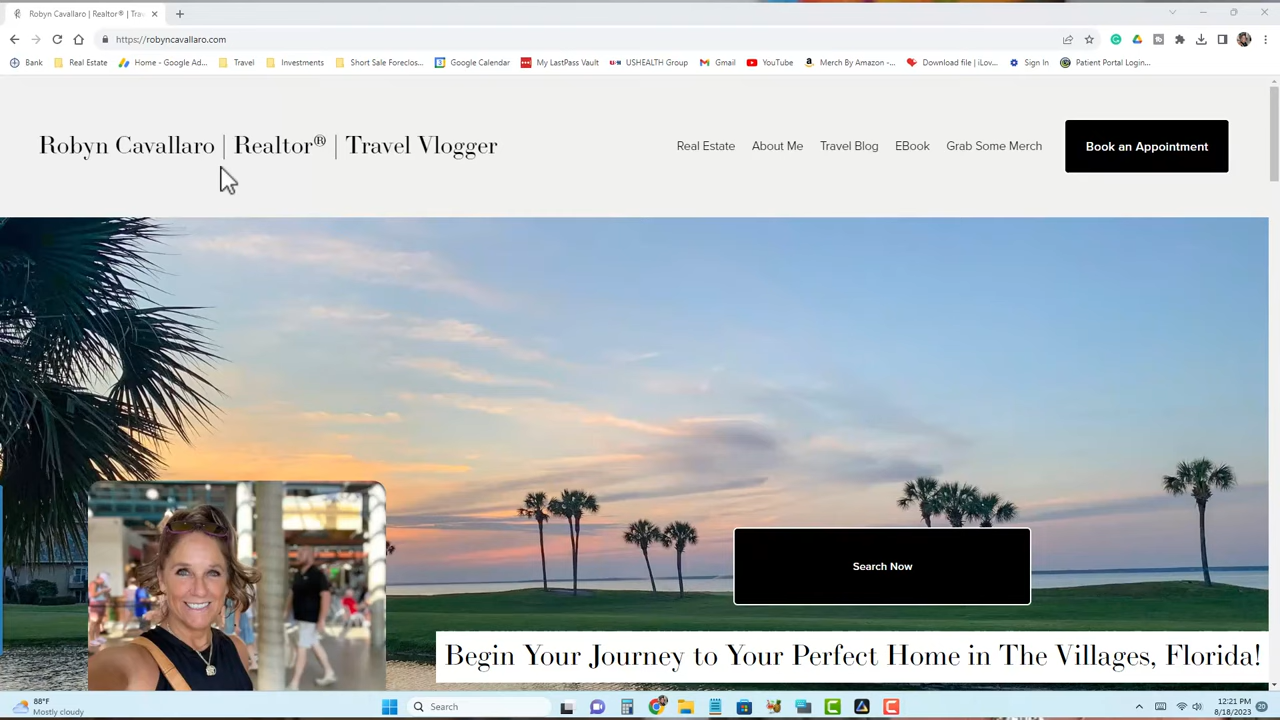 Robyn Cavallaro | Realtor® | Tra
https://robyncavallaro.com
Bank Real Estate Home - Google Ad... Travel Investments Short Sale Foreclos... Google Calendar My LastPass Vault USHEALTH Group Gmail YouTube Merch By Amazon -... Download file | iLov... Sign In Patient Portal Login...
Robyn Cavallaro | Realtor® | Travel Vlogger
Real Estate About Me Travel Blog EBook Grab Some Merch Book an Appointment
Search Now
Begin Your Journey to Your Perfect Home in The Villages, Florida!
88°F
Mostly cloudy
Search
12:21 PM
8/18/2023
20